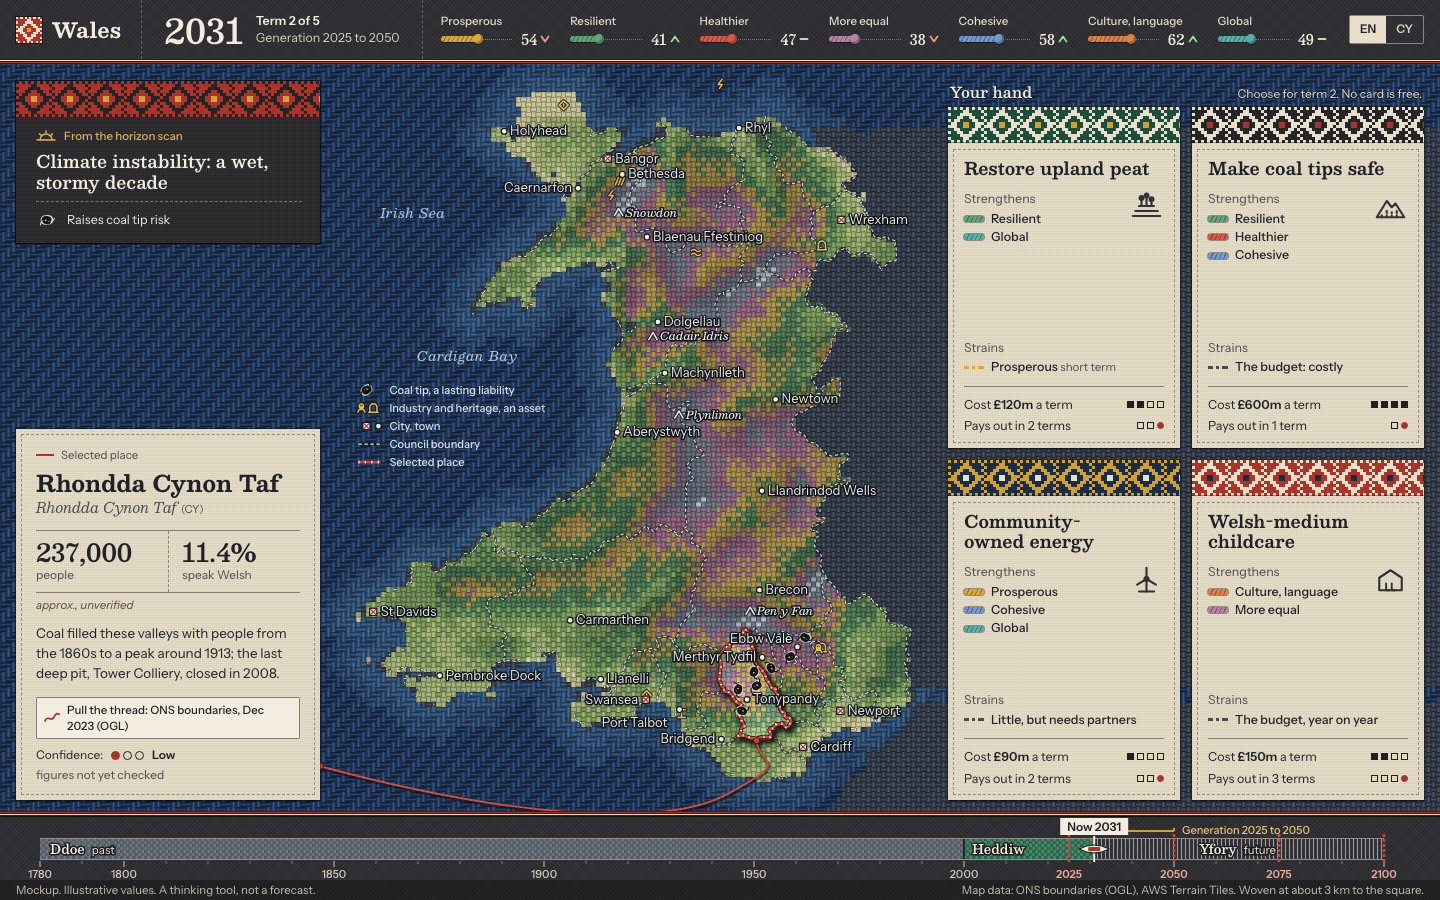 Wales
2031
Term 2 of 5
Generation 2025 to 2050
Prosperous
54
Resilient
41
Healthier
47
More equal
38
Cohesive
58
Culture, language
62
Global
49
EN
CY
From the horizon scan
Climate instability: a wet,
stormy decade
Raises coal tip risk
Selected place
Rhondda Cynon Taf
Rhondda Cynon Taf (CY)
237,000
people
11.4%
speak Welsh
approx., unverified
Coal filled these valleys with people from
the 1860s to a peak around 1913; the last
deep pit, Tower Colliery, closed in 2008.
Pull the thread: ONS boundaries, Dec
2023 (OGL)
Confidence:
Low
figures not yet checked
Irish Sea
Cardigan Bay
Coal tip, a lasting liability
Industry and heritage, an asset
City, town
Council boundary
Selected place
Holyhead
Rhyl
Bangor
Bethesda
Caernarfon
Snowdon
Wrexham
Blaenau Ffestiniog
Dolgellau
Cadair Idris
Machynlleth
Newtown
Plynlimon
Aberystwyth
Llandrindod Wells
Brecon
St Davids
Pen y Fan
Carmarthen
Ebbw Vale
Merthyr Tydfil
Pembroke Dock
Llanelli
Swansea
Tonypandy
Newport
Port Talbot
Bridgend
Cardiff
Your hand
Choose for term 2. No card is free.
Restore upland peat
Strengthens
Resilient
Global
Strains
Prosperous short term
Cost £120m a term
Pays out in 2 terms
Make coal tips safe
Strengthens
Resilient
Healthier
Cohesive
Strains
The budget: costly
Cost £600m a term
Pays out in 1 term
Community-
owned energy
Strengthens
Prosperous
Cohesive
Global
Strains
Little, but needs partners
Cost £90m a term
Pays out in 2 terms
Welsh-medium
childcare
Strengthens
Culture, language
More equal
Strains
The budget, year on year
Cost £150m a term
Pays out in 3 terms
Now 2031
Generation 2025 to 2050
Ddoe past
Heddiw
Yfory future
1780
1800
1850
1900
1950
2000
2025
2050
2075
2100
Mockup. Illustrative values. A thinking tool, not a forecast.
Map data: ONS boundaries (OGL), AWS Terrain Tiles. Woven at about 3 km to the square.